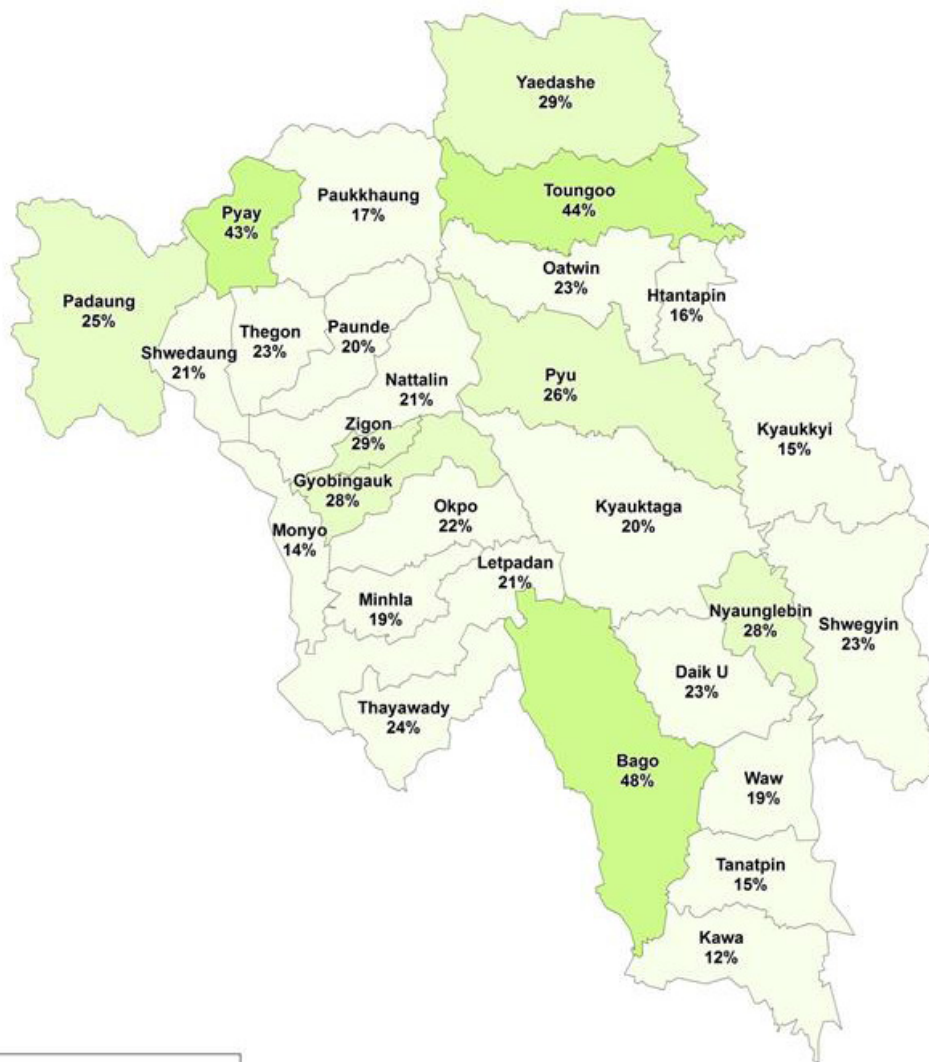 Yaedashe
29%
Toungoo
44%
Paukkhaung
17%
Pyay
43%
Oatwin
23%
Htantapin
16%
Padaung
25%
Thegon
23%
Paunde
20%
Shwedaung
21%
Nattalin
21%
Pyu
26%
Kyaukkyi
15%
Zigon
29%
Gyobingauk
28%
Okpo
22%
Kyauktaga
20%
Monyo
14%
Letpadan
21%
Minhla
19%
Nyaunglebin
28%
Shwegyin
23%
Daik U
23%
Thayawady
24%
Bago
48%
Waw
19%
Tanatpin
15%
Kawa
12%